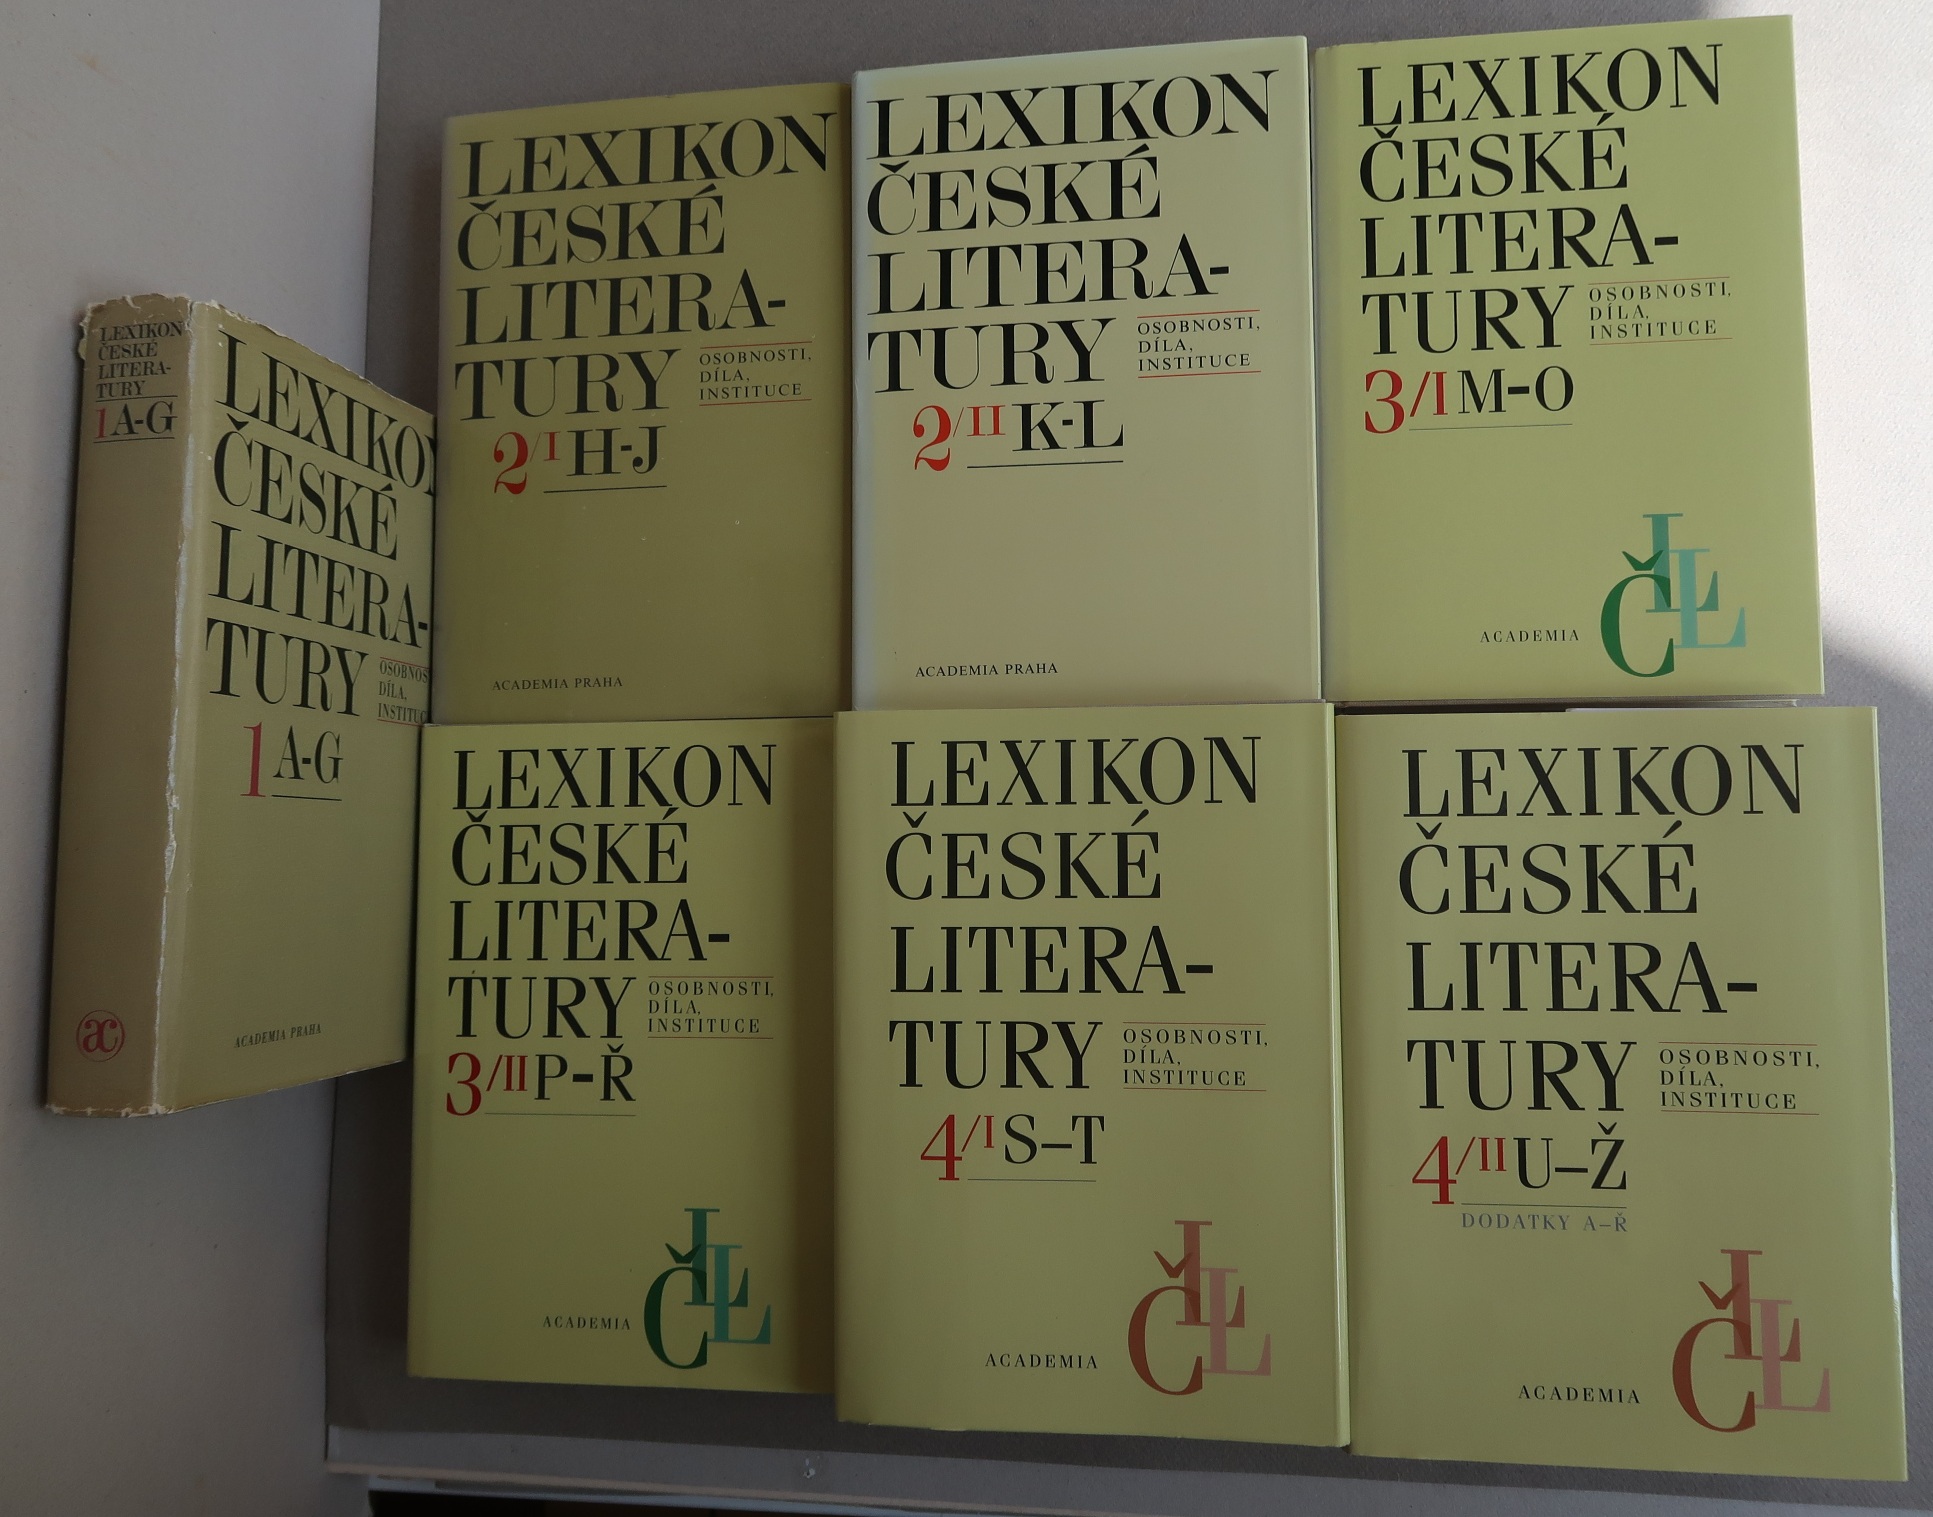 LEXIKON
ČESKÉ
LITERA-
TURY
1 A-G
ac
LEXIKON
ČESKÉ
LITERA-
TURY
DÍLA,
1 A-G
ACADEMIA PRAHA
LEXIKON
ČESKÉ
LITERA-
TURY
OSOBNOSTI,
DÍLA,
INSTITUCE
2/I H-J
ACADEMIA PRAHA
LEXIKON
ČESKÉ
LITERA-
TURY
OSOBNOSTI,
DÍLA,
INSTITUCE
2/II K-L
ACADEMIA PRAHA
LEXIKON
ČESKÉ
LITERA-
TURY
OSOBNOSTI,
DÍLA,
INSTITUCE
3/I M-O
ACADEMIA
LČL
LEXIKON
ČESKÉ
LITERA-
TURY
OSOBNOSTI,
DÍLA,
INSTITUCE
3/II P-Ř
ACADEMIA
LČL
LEXIKON
ČESKÉ
LITERA-
TURY
OSOBNOSTI,
DÍLA,
INSTITUCE
4/I S–T
ACADEMIA
LČL
LEXIKON
ČESKÉ
LITERA-
TURY
OSOBNOSTI,
DÍLA,
INSTITUCE
4/II U–Ž
DODATKY A–Ř
ACADEMIA
LČL